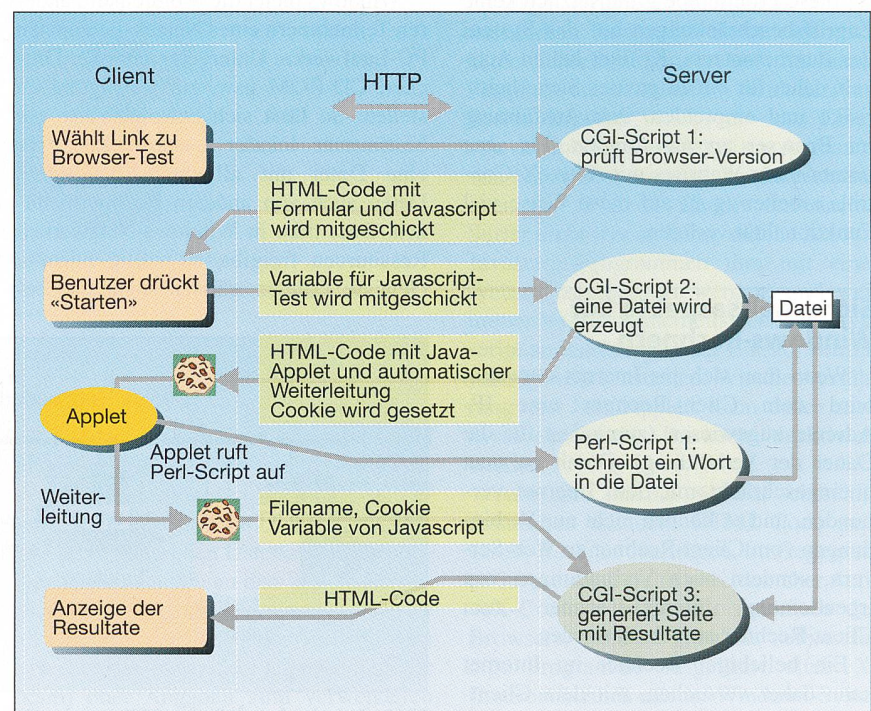 Client
HTTP
Server
Wählt Link zu
Browser-Test
CGI-Script 1:
prüft Browser-Version
HTML-Code mit
Formular und Javascript
wird mitgeschickt
Benutzer drückt
«Starten»
Variable für Javascript-
Test wird mitgeschickt
CGI-Script 2:
eine Datei wird
erzeugt
Datei
HTML-Code mit Java-
Applet und automatischer
Weiterleitung
Cookie wird gesetzt
Applet
Applet ruft
Perl-Script auf
Perl-Script 1:
schreibt ein Wort
in die Datei
Weiter-
leitung
Filename, Cookie
Variable von Javascript
Anzeige der
Resultate
HTML-Code
CGI-Script 3:
generiert Seite
mit Resultate